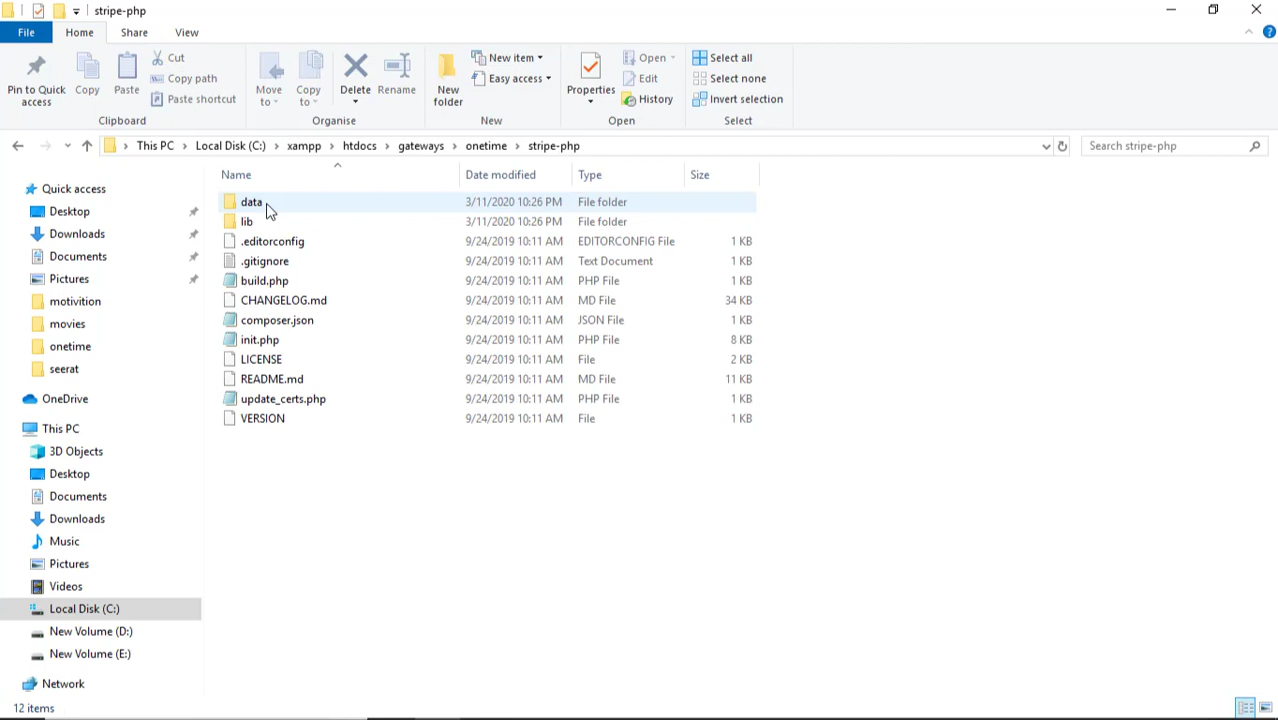 stripe-php
File Home Share View
Pin to Quick access
Copy
Paste
Cut
Copy path
Paste shortcut
Clipboard
Move to
Copy to
Delete
Rename
Organise
New folder
New item
Easy access
New
Properties
Open
Edit
History
Open
Select all
Select none
Invert selection
Select
This PC Local Disk (C:) xampp htdocs gateways onetime stripe-php
Search stripe-php
Name Date modified Type Size
data 3/11/2020 10:26 PM File folder
lib 3/11/2020 10:26 PM File folder
.editorconfig 9/24/2019 10:11 AM EDITORCONFIG File 1 KB
.gitignore 9/24/2019 10:11 AM Text Document 1 KB
build.php 9/24/2019 10:11 AM PHP File 1 KB
CHANGELOG.md 9/24/2019 10:11 AM MD File 34 KB
composer.json 9/24/2019 10:11 AM JSON File 1 KB
init.php 9/24/2019 10:11 AM PHP File 8 KB
LICENSE 9/24/2019 10:11 AM File 2 KB
README.md 9/24/2019 10:11 AM MD File 11 KB
update_certs.php 9/24/2019 10:11 AM PHP File 1 KB
VERSION 9/24/2019 10:11 AM File 1 KB
Quick access
Desktop
Downloads
Documents
Pictures
motivition
movies
onetime
seerat
OneDrive
This PC
3D Objects
Desktop
Documents
Downloads
Music
Pictures
Videos
Local Disk (C:)
New Volume (D:)
New Volume (E:)
Network
12 items